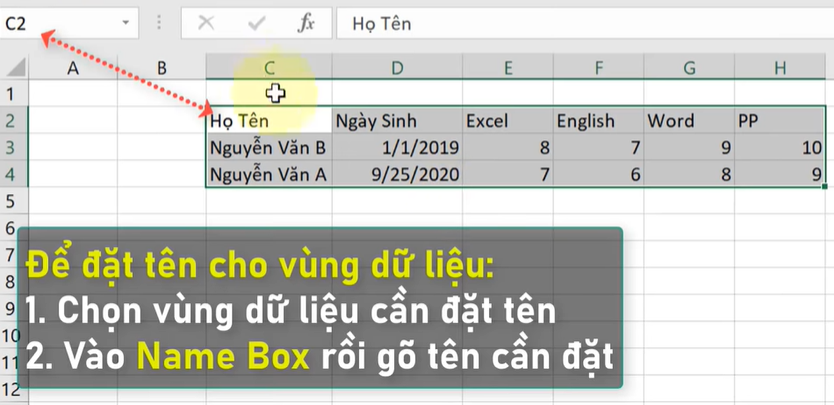 C2 fx Họ Tên
A B C D E F G H
1
2 Họ Tên Ngày Sinh Excel English Word PP
3 Nguyễn Văn B 1/1/2019 8 7 9 10
4 Nguyễn Văn A 9/25/2020 7 6 8 9
5
6
7 Để đặt tên cho vùng dữ liệu:
8
9 1. Chọn vùng dữ liệu cần đặt tên
10
11 2. Vào Name Box rồi gõ tên cần đặt
12